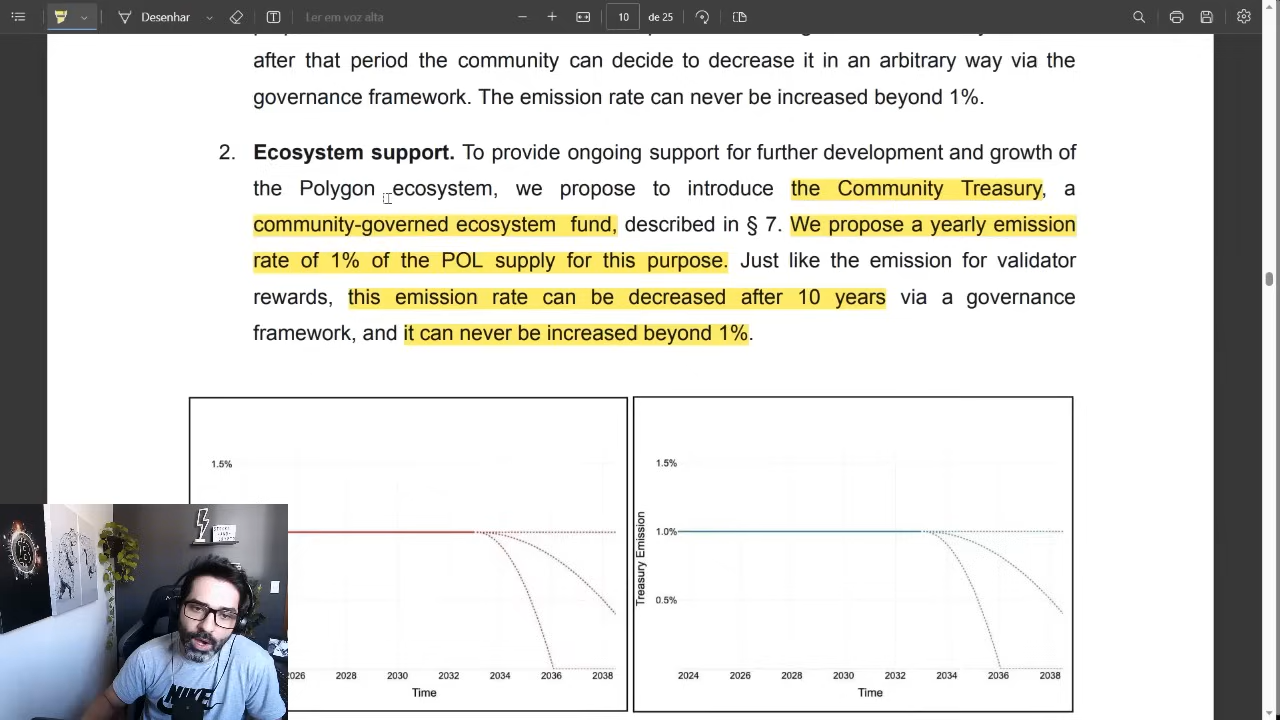 Desenhar
Ler em voz alta
10
de 25
after that period the community can decide to decrease it in an arbitrary way via the
governance framework. The emission rate can never be increased beyond 1%.
2. Ecosystem support. To provide ongoing support for further development and growth of
the Polygon ecosystem, we propose to introduce the Community Treasury, a
community-governed ecosystem fund, described in § 7. We propose a yearly emission
rate of 1% of the POL supply for this purpose. Just like the emission for validator
rewards, this emission rate can be decreased after 10 years via a governance
framework, and it can never be increased beyond 1%.
1.5%
2026 2028 2030 2032 2034 2036 2038
Time
Treasury Emission
1.5%
1.0%
0.5%
2024 2026 2028 2030 2032 2034 2036 2038
Time